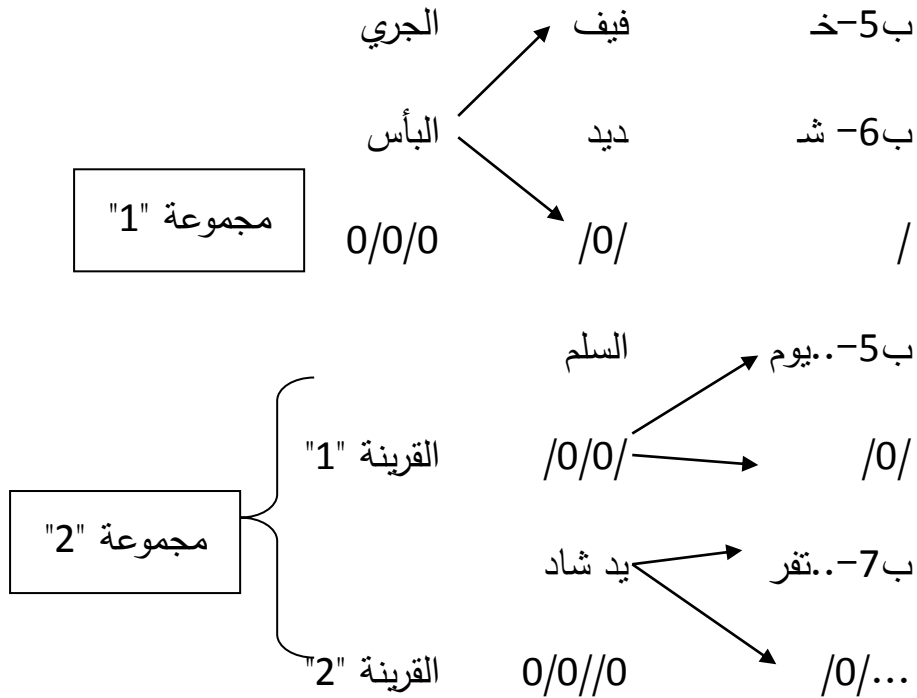 ب5-خـ فيف الجري
ب6- شـ ديد البأس
/ /0/ 0/0/0
مجموعة "1"
ب5-..يوم السلم
/0/ /0/0/ القرينة "1"
مجموعة "2"
ب7-..تفر يد شاد
/0/... 0/0//0 القرينة "2"